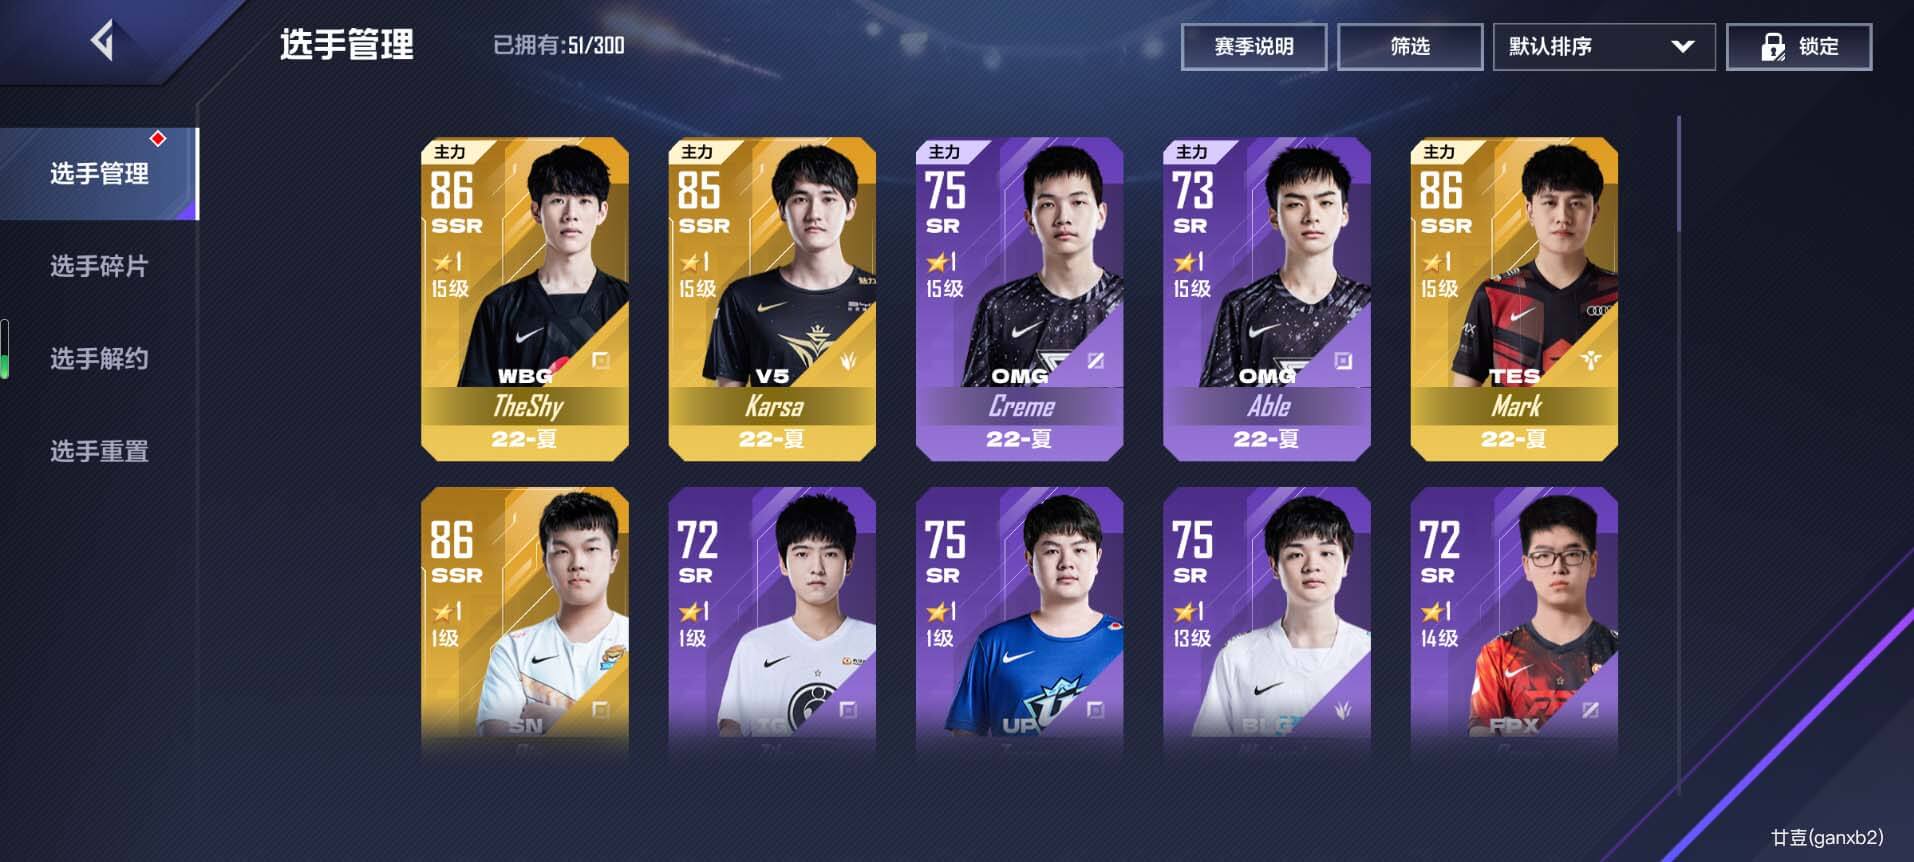 选手管理
已拥有:51/300
赛季说明
筛选
默认排序
锁定
选手管理
选手碎片
选手解约
选手重置
主力
86
SSR
1
15级
WBG
TheShy
22-夏
主力
85
SSR
1
15级
V5
Karsa
22-夏
主力
75
SR
1
15级
OMG
Creme
22-夏
主力
73
SR
1
15级
OMG
Able
22-夏
主力
86
SSR
1
15级
TES
Mark
22-夏
86
SSR
1
1级
SN
72
SR
1
1级
IG
75
SR
1
1级
UP
75
SR
1
13级
BLG
72
SR
1
14级
FPX
廿壴(ganxb2)